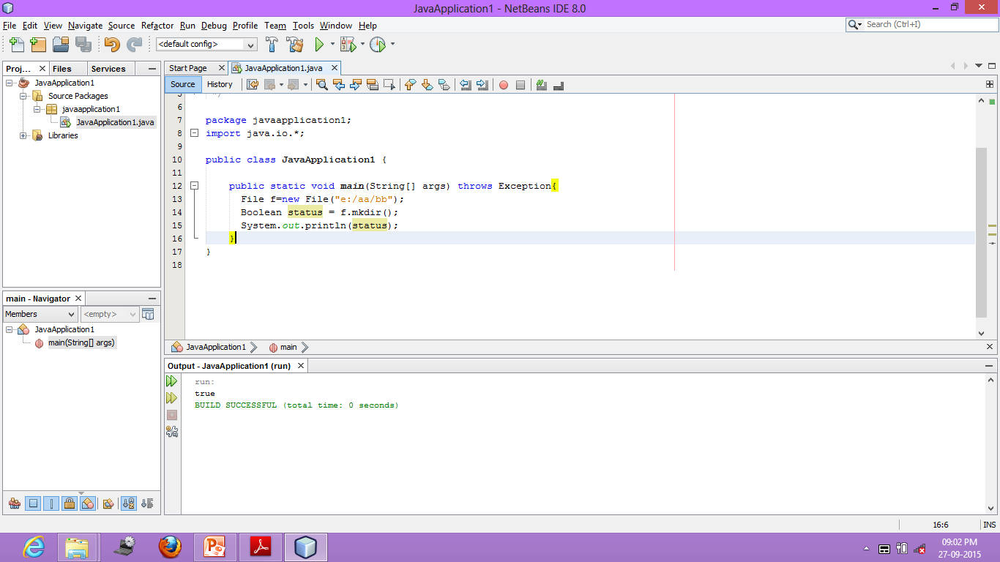 JavaApplication1 - NetBeans IDE 8.0
File Edit View Navigate Source Refactor Run Debug Profile Team Tools Window Help
Search (Ctrl+I)
<default config>
Proj... Files Services
JavaApplication1
Source Packages
javaapplication1
JavaApplication1.java
Libraries
Start Page JavaApplication1.java
Source History
5 */
6
7 package javaapplication1;
8 import java.io.*;
9
10 public class JavaApplication1 {
11
12 public static void main(String[] args) throws Exception{
13 File f=new File("e:/aa/bb");
14 Boolean status = f.mkdir();
15 System.out.println(status);
16 }
17 }
18
JavaApplication1 main
main - Navigator
Members <empty>
JavaApplication1
main(String[] args)
Output - JavaApplication1 (run)
run:
true
BUILD SUCCESSFUL (total time: 0 seconds)
16:6 INS
09:02 PM
27-09-2015